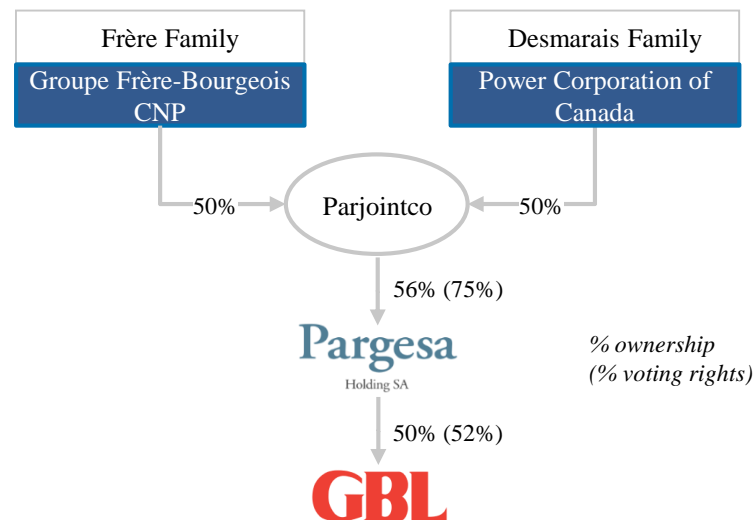 Frère Family
Groupe Frère-Bourgeois
CNP
Desmarais Family
Power Corporation of
Canada
50%
Parjointco
50%
56% (75%)
Pargesa
Holding SA
% ownership
(% voting rights)
50% (52%)
GBL